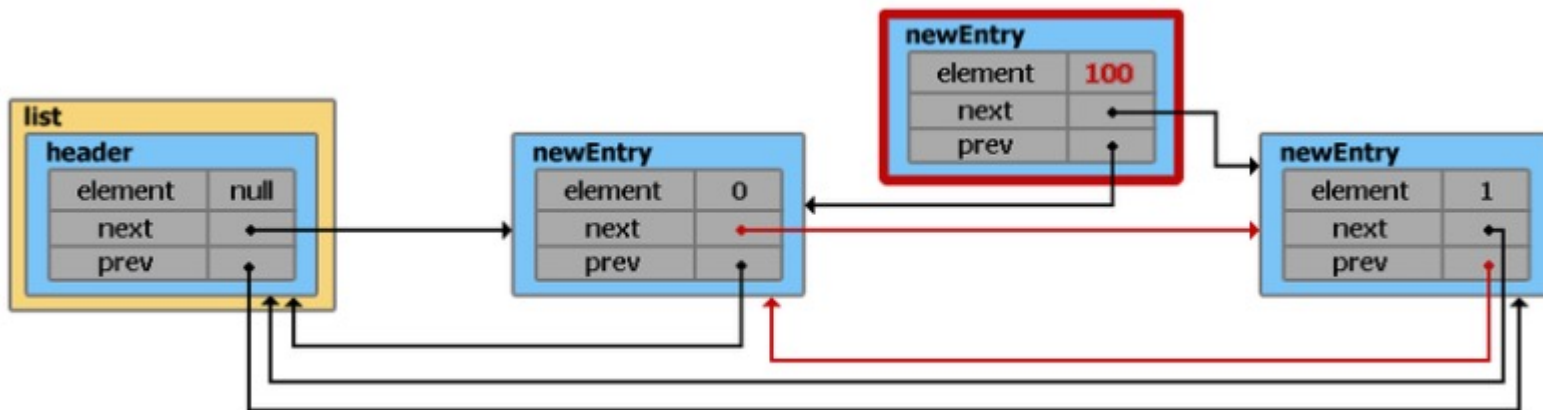 newEntry
element 100
next
prev
list
header
element null
next
prev
newEntry
element 0
next
prev
newEntry
element 1
next
prev